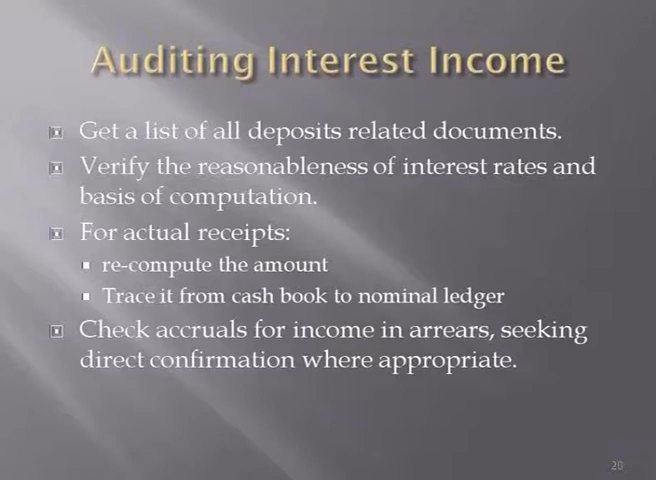 Auditing Interest Income
Get a list of all deposits related documents.
Verify the reasonableness of interest rates and
basis of computation.
For actual receipts:
re-compute the amount
Trace it from cash book to nominal ledger
Check accruals for income in arrears, seeking
direct confirmation where appropriate.
20